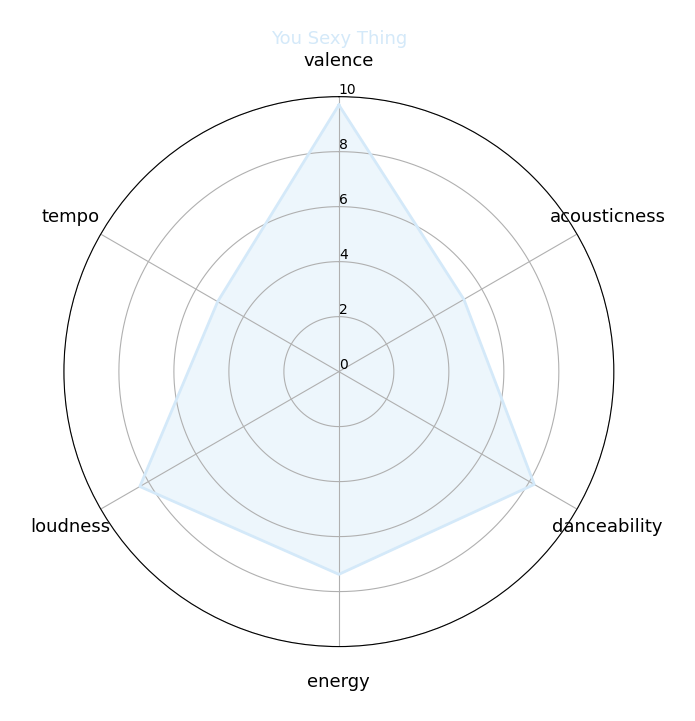 You Sexy Thing
valence
10
8
6
4
2
0
tempo
acousticness
loudness
danceability
energy